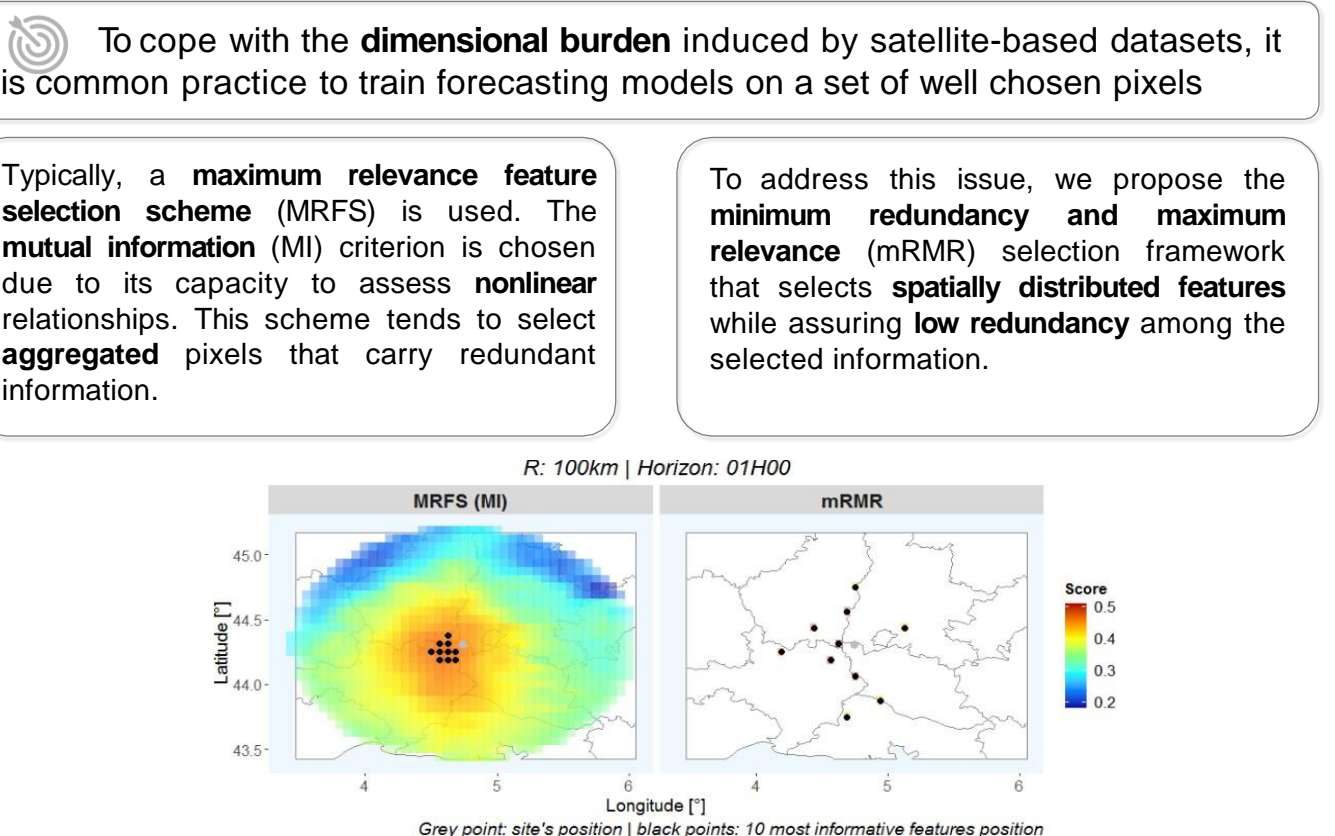 To cope with the dimensional burden induced by satellite-based datasets, it
is common practice to train forecasting models on a set of well chosen pixels
Typically, a maximum relevance feature
selection scheme (MRFS) is used. The
mutual information (MI) criterion is chosen
due to its capacity to assess nonlinear
relationships. This scheme tends to select
aggregated pixels that carry redundant
information.
To address this issue, we propose the
minimum redundancy and maximum
relevance (mRMR) selection framework
that selects spatially distributed features
while assuring low redundancy among the
selected information.
R: 100km | Horizon: 01H00
MRFS (MI)
mRMR
Latitude [°]
45.0
44.5
44.0
43.5
4
5
6
4
5
6
Longitude [°]
Score
0.5
0.4
0.3
0.2
Grey point: site's position | black points: 10 most informative features position